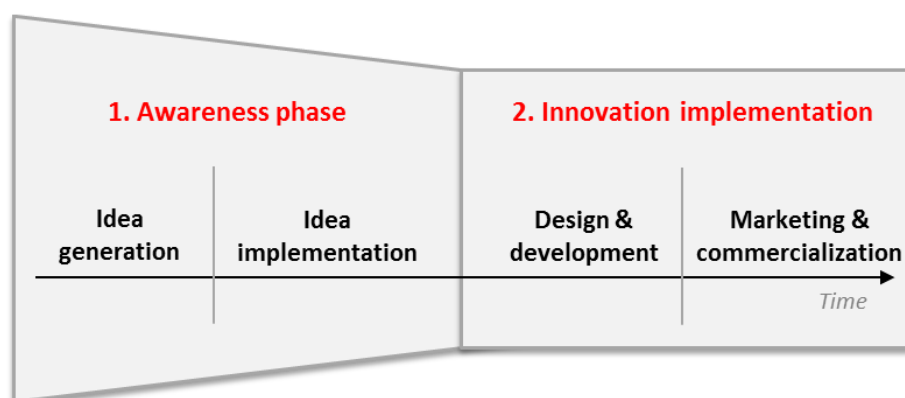 1. Awareness phase
2. Innovation implementation
Idea
generation
Idea
implementation
Design &
development
Marketing &
commercialization
Time